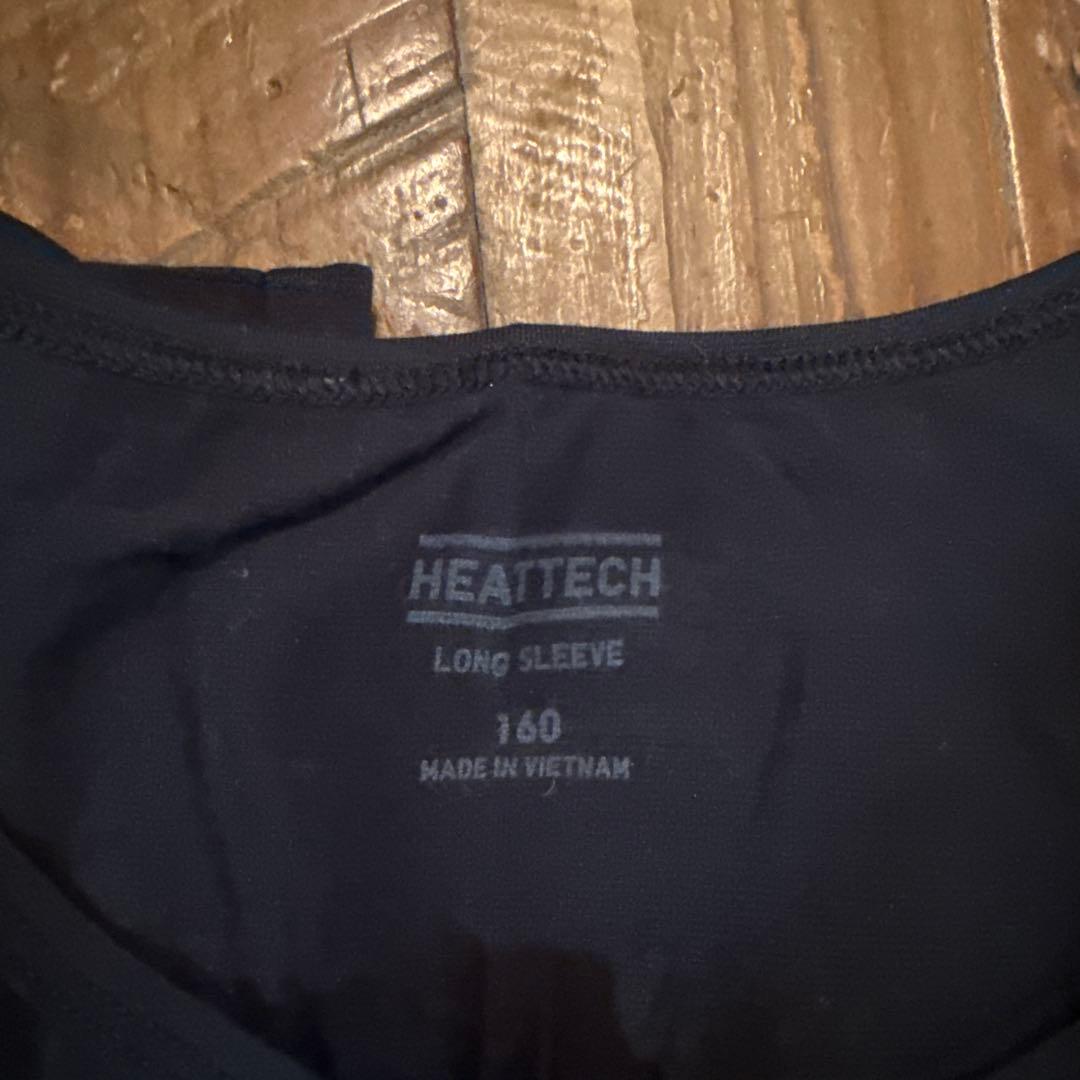 HEATTECH
LONG SLEEVE
160
MADE IN VIETNAM